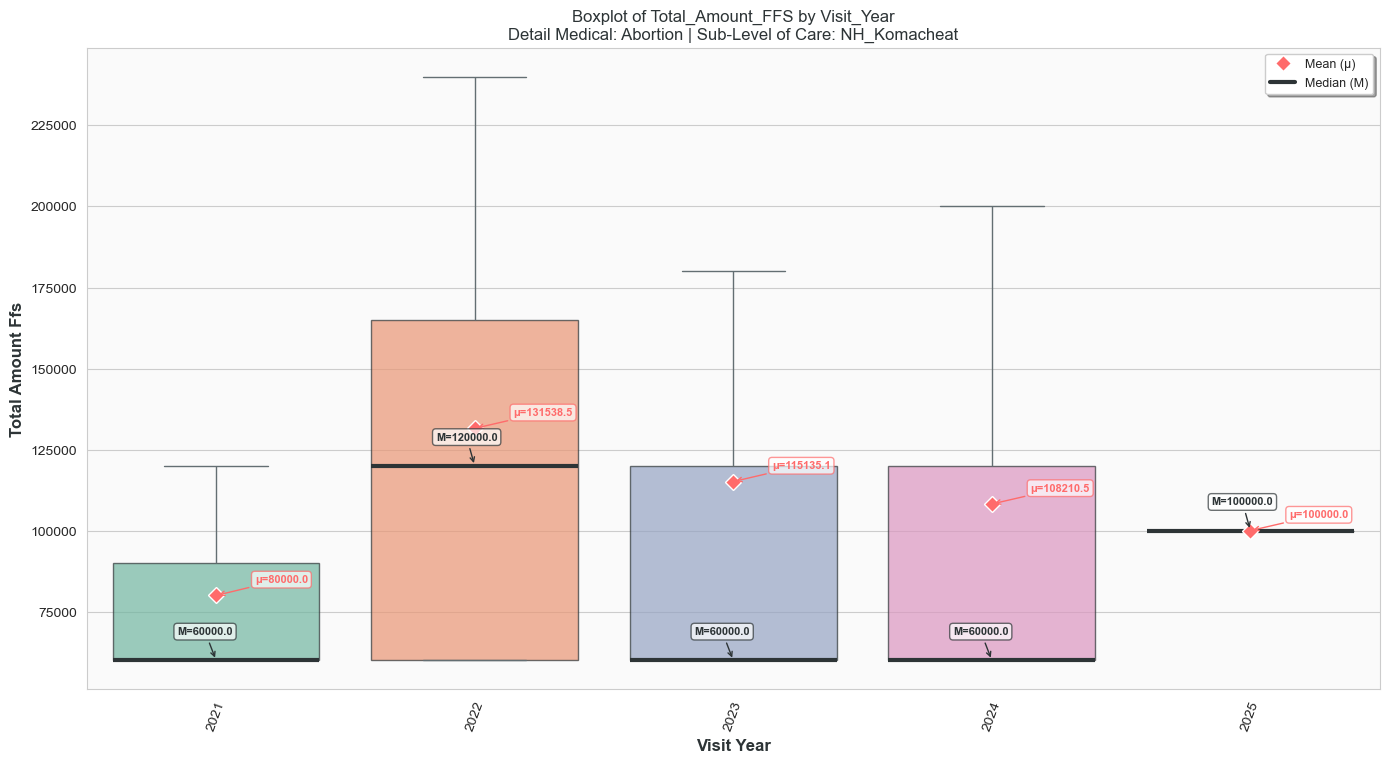 Boxplot of Total_Amount_FFS by Visit_Year
Detail Medical: Abortion | Sub-Level of Care: NH_Komacheat
Mean (μ)
Median (M)
Total Amount Ffs
225000
200000
175000
150000
125000
100000
75000
μ=80000.0
M=60000.0
μ=131538.5
M=120000.0
μ=115135.1
M=60000.0
μ=108210.5
M=60000.0
M=100000.0
μ=100000.0
2021
2022
2023
2024
2025
Visit Year